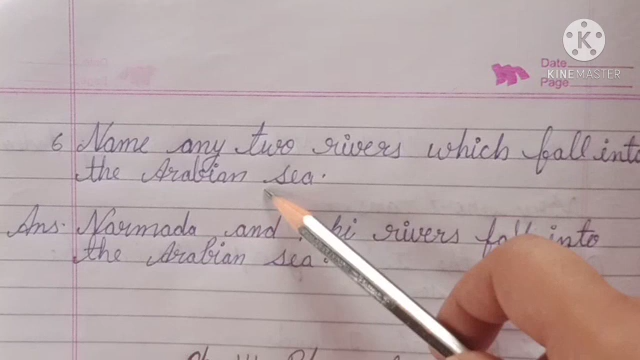 Date
Page
KINEMASTER
6 Name any two rivers which fall into
the Arabian sea.
Ans. Narmada and hi rivers fall into
the Arabian sea.